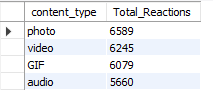 content_type Total_Reactions
photo 6589
video 6245
GIF 6079
audio 5660